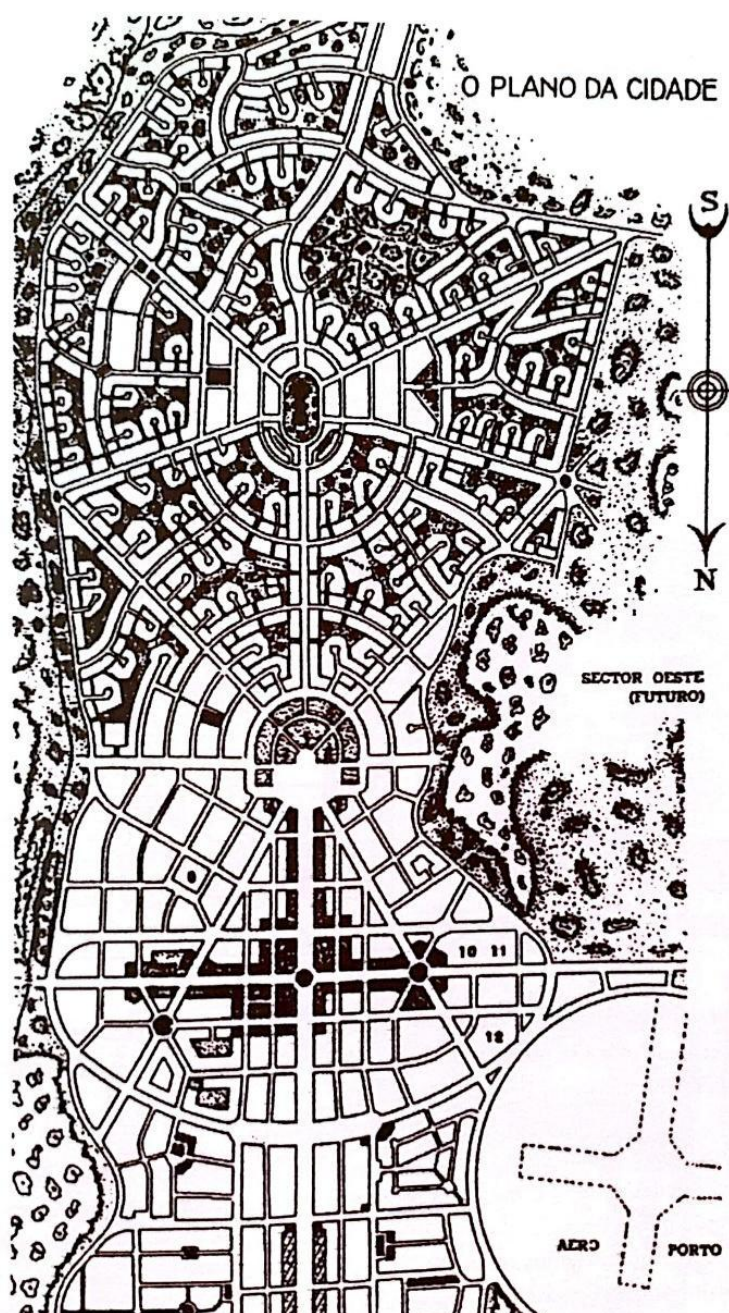 O PLANO DA CIDADE
S
N
SECTOR OESTE
(FUTURO)
10 11
12
AERO PORTO